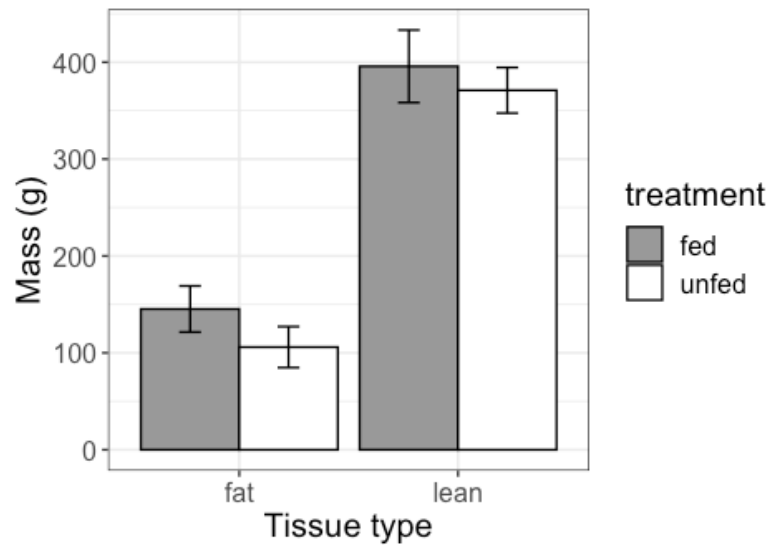 Mass (g)
400
300
200
100
0
fat lean
Tissue type
treatment
fed
unfed